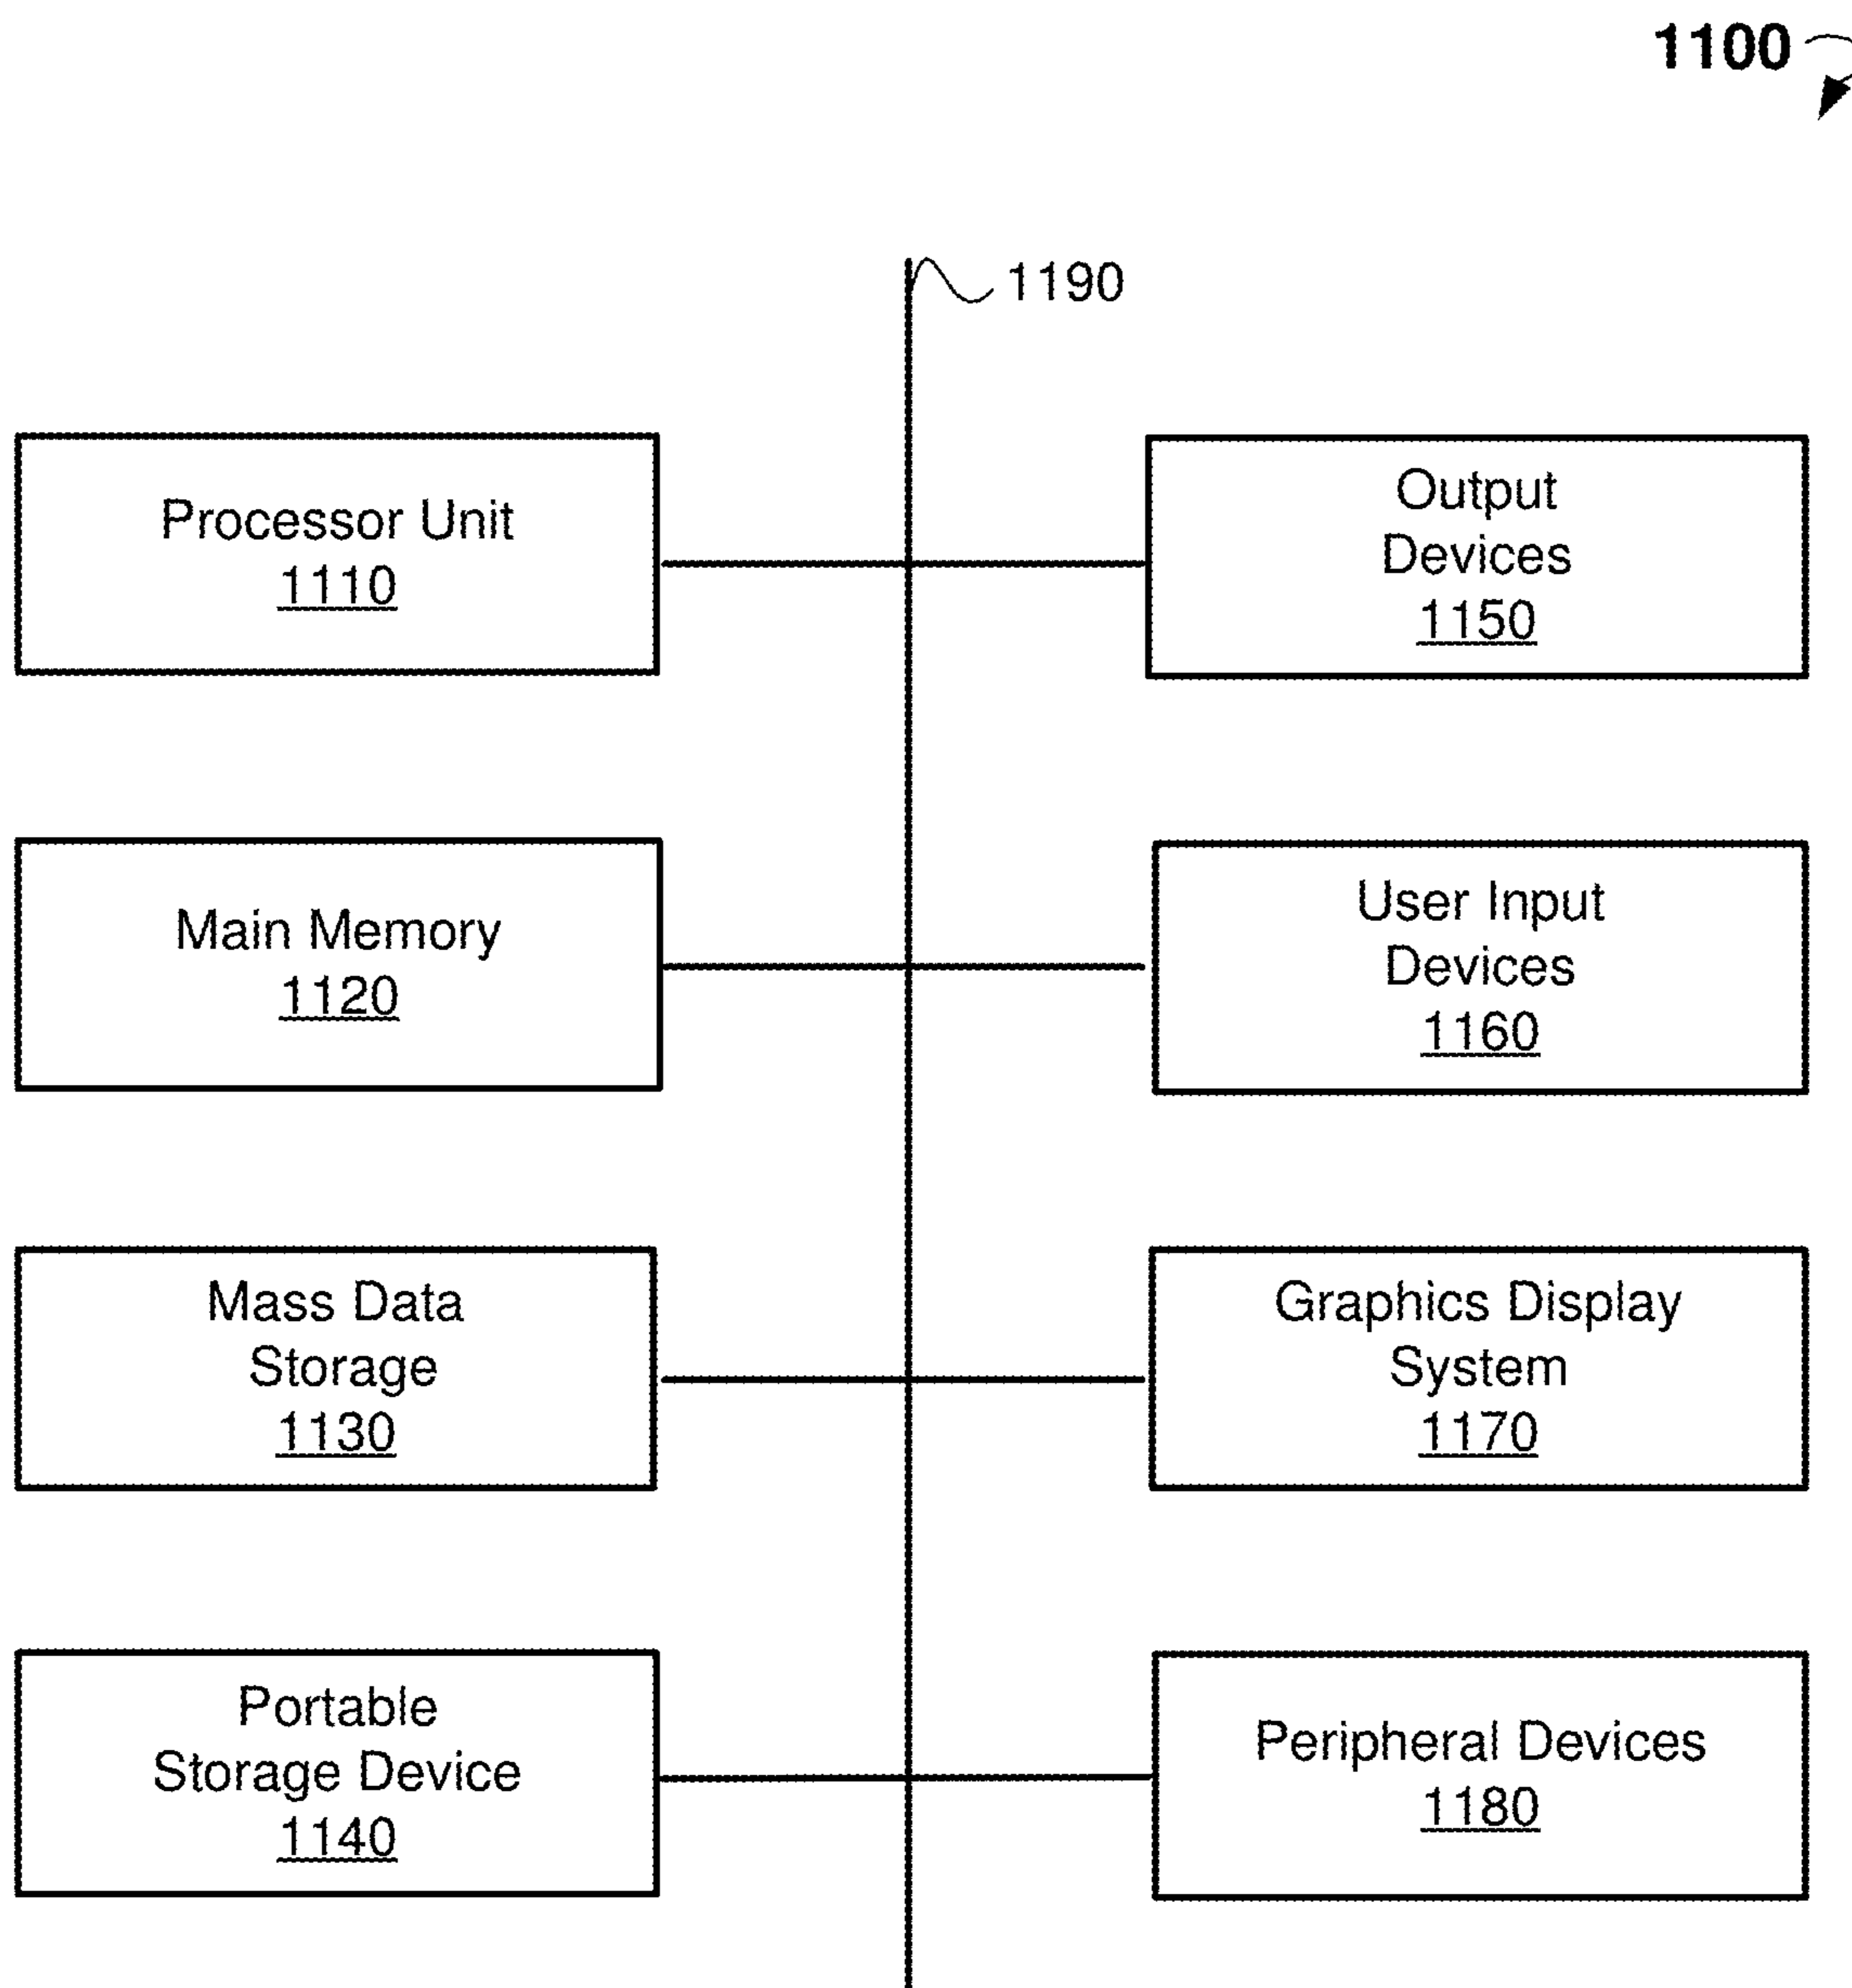 1100
1190
Processor Unit
1110
Output
Devices
1150
Main Memory
1120
User Input
Devices
1160
Mass Data
Storage
1130
Graphics Display
System
1170
Portable
Storage Device
1140
Peripheral Devices
1180